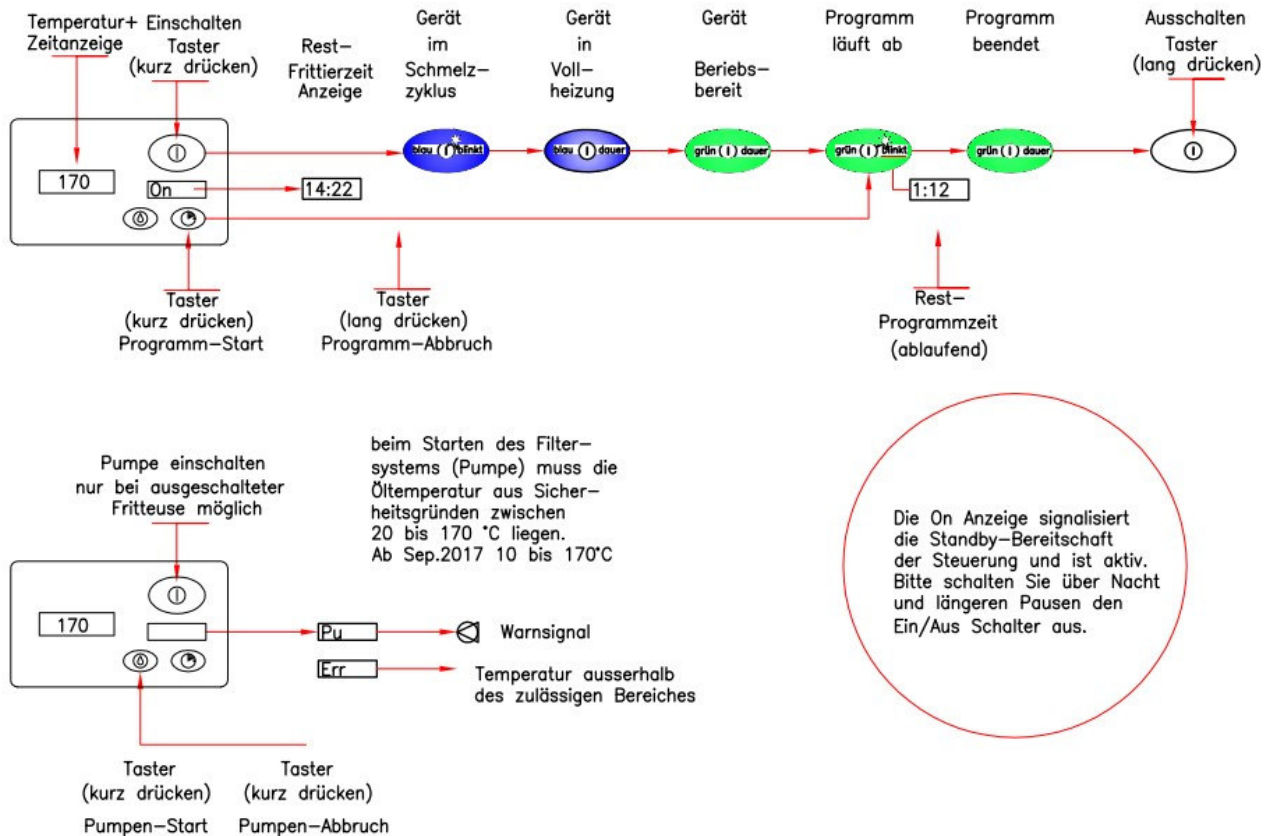 Temperatur+
Zeitanzeige
Einschalten
Taster
(kurz drücken)
Rest-
Frittierzeit
Anzeige
Gerät
im
Schmelz-
zyklus
Gerät
in
Voll-
heizung
Gerät
Beriebs-
bereit
Programm
läuft ab
Programm
beendet
Ausschalten
Taster
(lang drücken)
170
On
14:22
blau (I) blinkt
blau (I) dauer
grün (I) dauer
grün (I) blinkt
1:12
grün (I) dauer
Taster
(kurz drücken)
Programm-Start
Taster
(lang drücken)
Programm-Abbruch
Rest-
Programmzeit
(ablaufend)
Pumpe einschalten
nur bei ausgeschalteter
Fritteuse möglich
beim Starten des Filter-
systems (Pumpe) muss die
Öltemperatur aus Sicher-
heitsgründen zwischen
20 bis 170 °C liegen.
Ab Sep.2017 10 bis 170°C
170
Pu
Warnsignal
Err
Temperatur ausserhalb
des zulässigen Bereiches
Taster
(kurz drücken)
Pumpen-Start
Taster
(kurz drücken)
Pumpen-Abbruch
Die On Anzeige signalisiert
die Standby-Bereitschaft
der Steuerung und ist aktiv.
Bitte schalten Sie über Nacht
und längeren Pausen den
Ein/Aus Schalter aus.